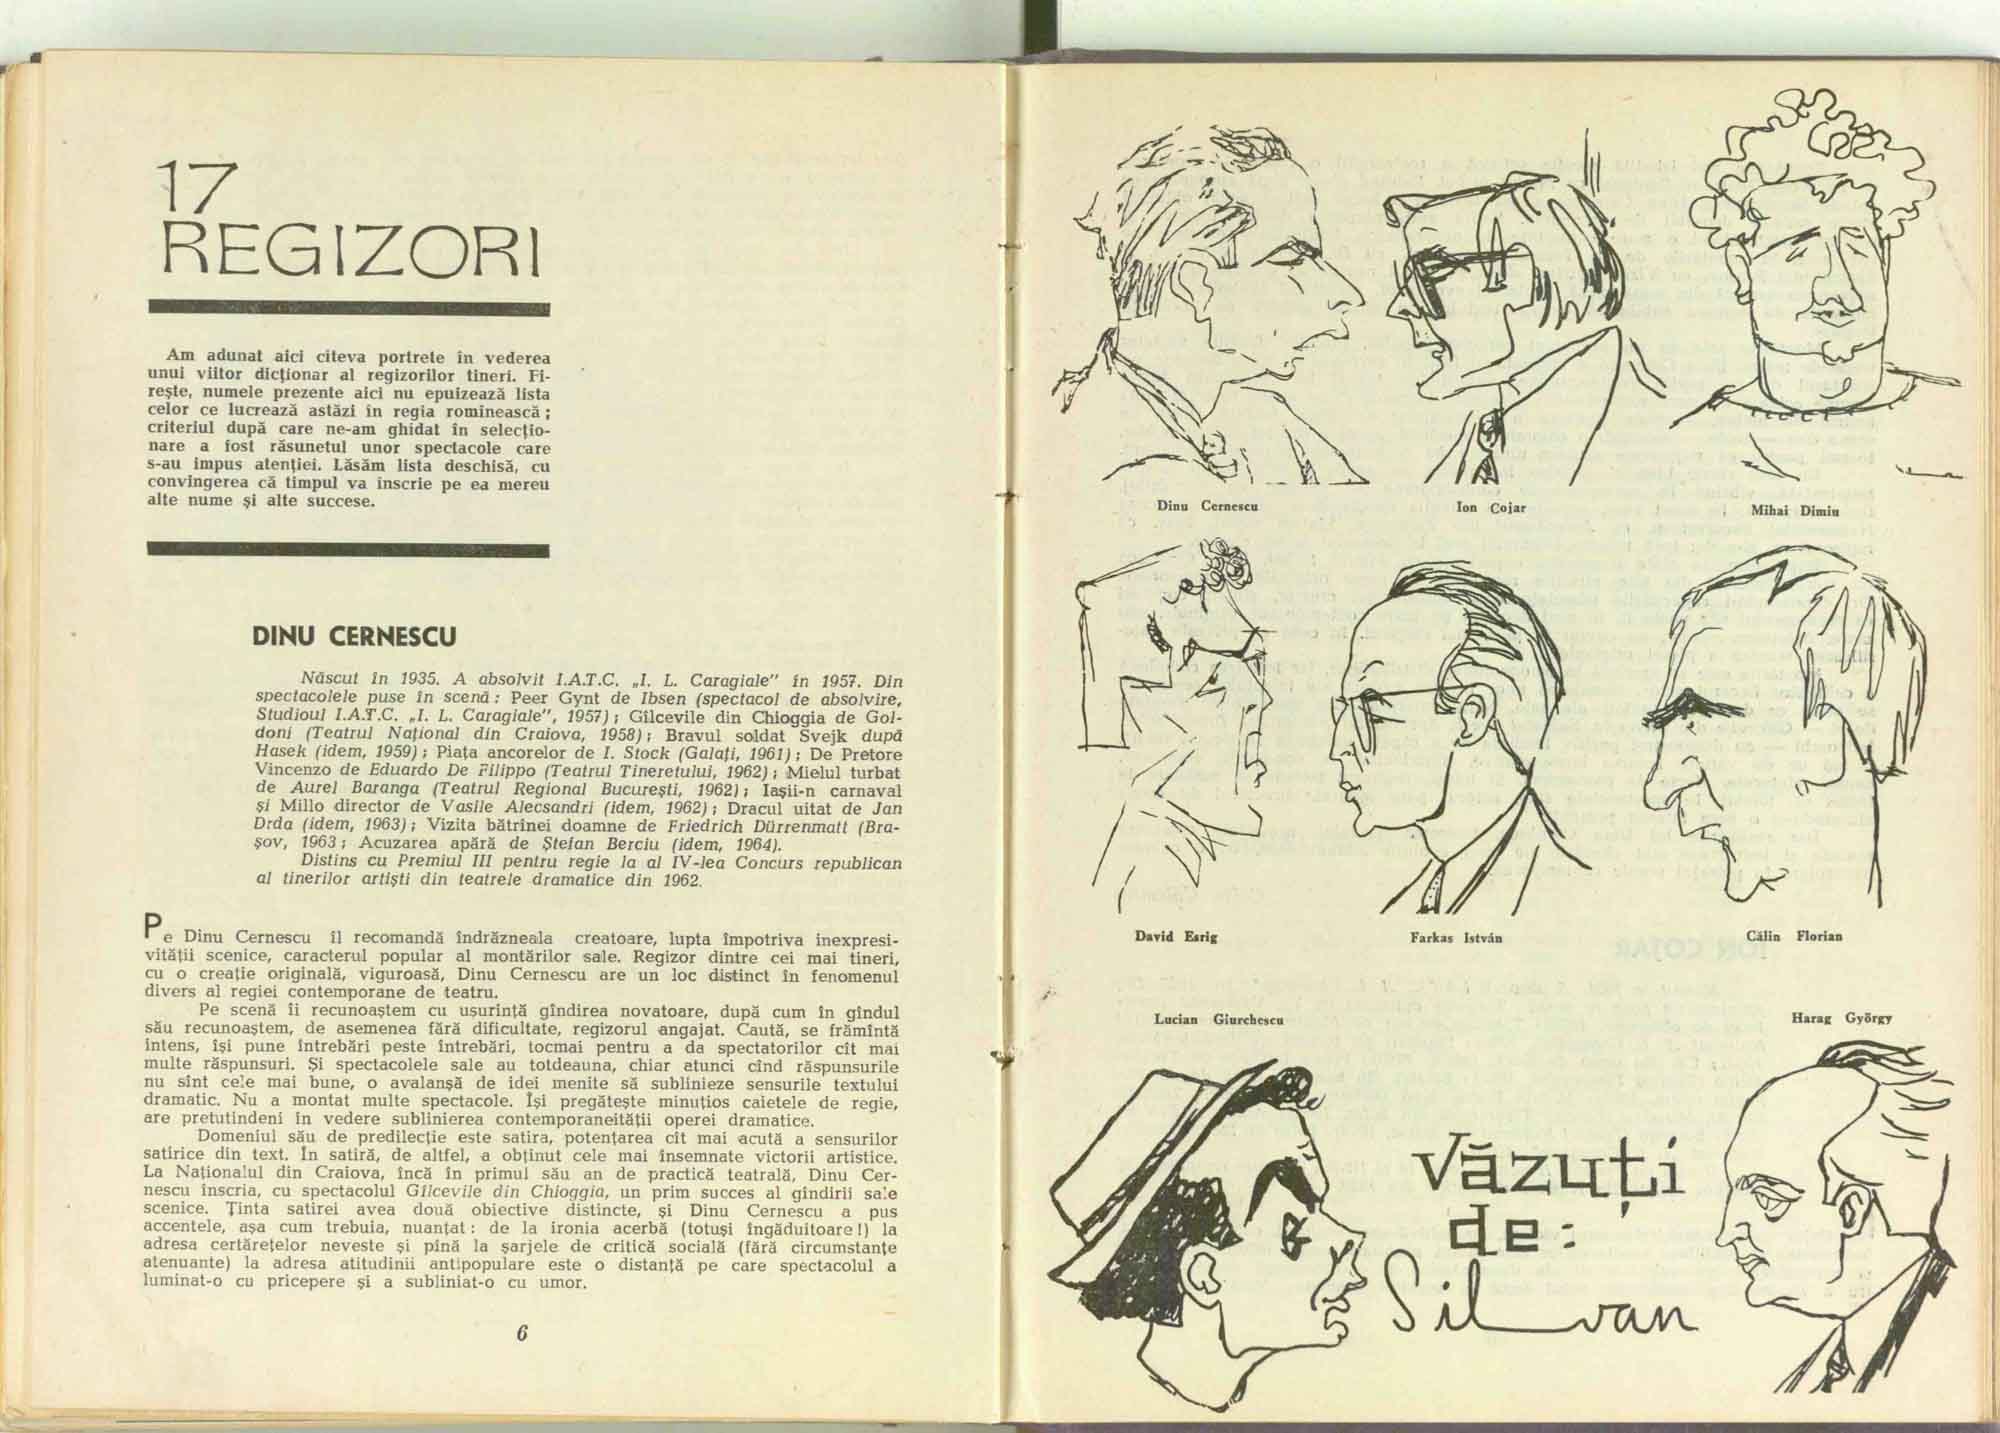 17
REGIZORI
Am adunat aici citeva portrete în vederea
unui viitor dicționar al regizorilor tineri. Fi-
rește, numele prezente aici nu epuizează lista
celor ce lucrează astăzi în regia romînească ;
criteriul după care ne-am ghidat în selecțio-
nare a fost răsunetul unor spectacole care
s-au impus atenției. Lăsăm lista deschisă, cu
convingerea că timpul va înscrie pe ea mereu
alte nume și alte succese.
DINU CERNESCU
Născut în 1935. A absolvit I.A.T.C. „I. L. Caragiale" în 1957. Din
spectacolele puse în scenă : Peer Gynt de Ibsen (spectacol de absolvire,
Studioul I.A.T.C. „I. L. Caragiale", 1957) ; Gîlcevile din Chioggia de Gol-
doni (Teatrul Național din Craiova, 1958) ; Bravul soldat Svejk după
Hasek (idem, 1959) ; Piața ancorelor de I. Stock (Galați, 1961) ; De Pretore
Vincenzo de Eduardo De Filippo (Teatrul Tineretului, 1962) ; Mielul turbat
de Aurel Baranga (Teatrul Regional București, 1962) ; Iașii-n carnaval
și Millo director de Vasile Alecsandri (idem, 1962) ; Dracul uitat de Jan
Drda (idem, 1963) ; Vizita bătrînei doamne de Friedrich Dürrenmatt (Bra-
șov, 1963 ; Acuzarea apără de Ștefan Berciu (idem, 1964).
Distins cu Premiul III pentru regie la al IV-lea Concurs republican
al tinerilor artiști din teatrele dramatice din 1962.
Pe Dinu Cernescu îl recomandă îndrăzneala creatoare, lupta împotriva inexpresi-
vității scenice, caracterul popular al montărilor sale. Regizor dintre cei mai tineri,
cu o creație originală, viguroasă, Dinu Cernescu are un loc distinct în fenomenul
divers al regiei contemporane de teatru.
Pe scenă îi recunoaștem cu ușurință gîndirea novatoare, după cum în gîndul
său recunoaștem, de asemenea fără dificultate, regizorul angajat. Caută, se frămîntă
intens, își pune întrebări peste întrebări, tocmai pentru a da spectatorilor cît mai
multe răspunsuri. Și spectacolele sale au totdeauna, chiar atunci cînd răspunsurile
nu sînt cele mai bune, o avalanșă de idei menite să sublinieze sensurile textului
dramatic. Nu a montat multe spectacole. Își pregătește minuțios caietele de regie,
are pretutindeni în vedere sublinierea contemporaneității operei dramatice.
Domeniul său de predilecție este satira, potențarea cît mai acută a sensurilor
satirice din text. În satiră, de altfel, a obținut cele mai însemnate victorii artistice.
La Naționalul din Craiova, încă în primul său an de practică teatrală, Dinu Cer-
nescu înscria, cu spectacolul Gîlcevile din Chioggia, un prim succes al gîndirii sale
scenice. Ținta satirei avea două obiective distincte, și Dinu Cernescu a pus
accentele, așa cum trebuia, nuanțat : de la ironia acerbă (totuși îngăduitoare !) la
adresa certărețelor neveste și pînă la șarjele de critică socială (fără circumstanțe
atenuante) la adresa atitudinii antipopulare este o distanță pe care spectacolul a
luminat-o cu pricepere și a subliniat-o cu umor.
6
Dinu Cernescu
Ion Cojar
Mihai Dimiu
David Esrig
Farkas István
Călin Florian
Lucian Giurchescu
Harag György
Văzuți
de :
Silvan